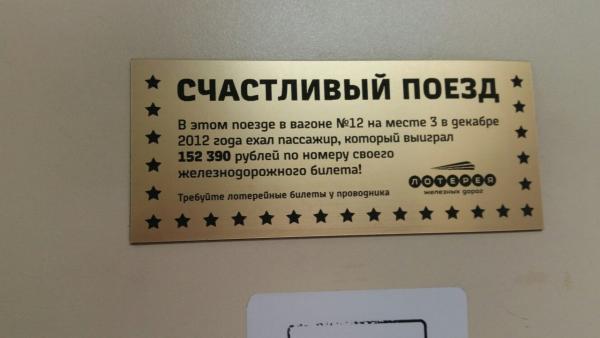 СЧАСТЛИВЫЙ ПОЕЗД
В этом поезде в вагоне №12 на месте 3 в декабре
2012 года ехал пассажир, который выиграл
152 390 рублей по номеру своего
железнодорожного билета!
Требуйте лотерейные билеты у проводника
ЛОТЕРЕЯ
железных дорог